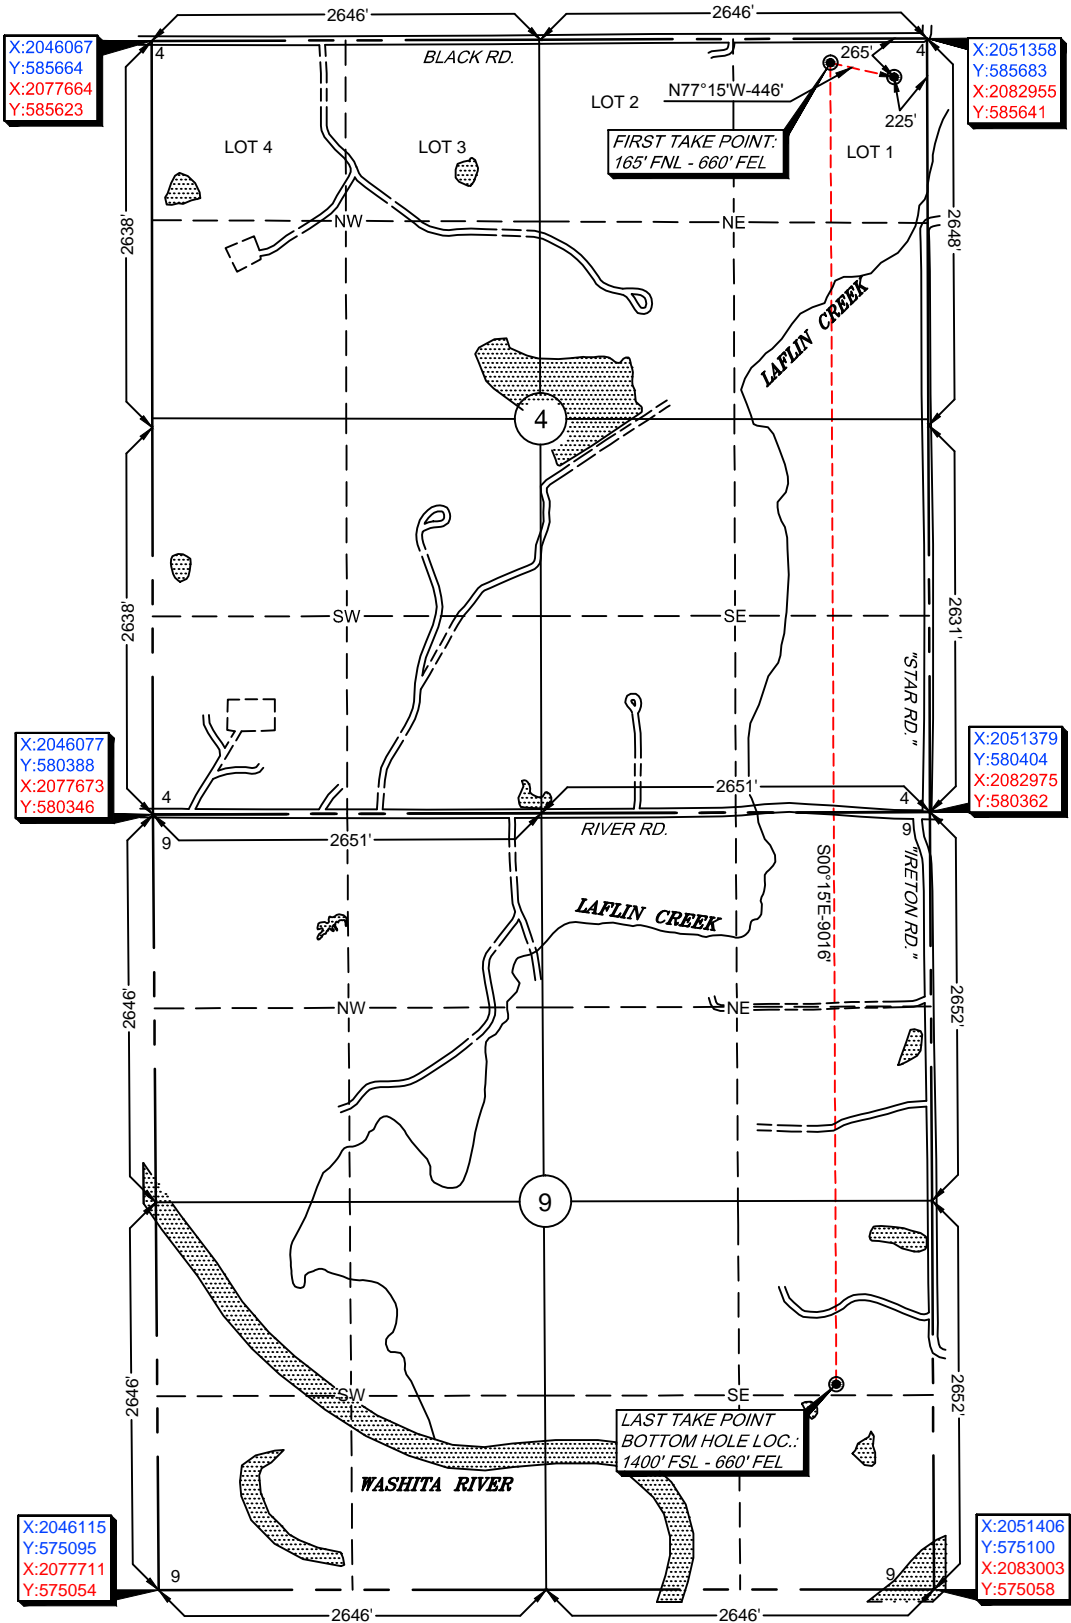 2646'
2646'
X:2046067
Y:585664
X:2077664
Y:585623
4
BLACK RD.
265'
4
X:2051358
Y:585683
X:2082955
Y:585641
LOT 2
N77°15'W-446'
225'
FIRST TAKE POINT:
165' FNL - 660' FEL
LOT 4
LOT 3
LOT 1
NW
NE
2638'
2648'
LAFLIN CREEK
4
2638'
SW
SE
2631'
"STAR RD."
X:2046077
Y:580388
X:2077673
Y:580346
X:2051379
Y:580404
X:2082975
Y:580362
4
2651'
4
9
2651'
RIVER RD.
9
S00°15'E-9016'
"IRETON RD."
LAFLIN CREEK
2646'
NW
NE
2652'
9
2646'
SW
SE
2652'
LAST TAKE POINT
BOTTOM HOLE LOC.:
1400' FSL - 660' FEL
WASHITA RIVER
X:2046115
Y:575095
X:2077711
Y:575054
9
9
X:2051406
Y:575100
X:2083003
Y:575058
2646'
2646'